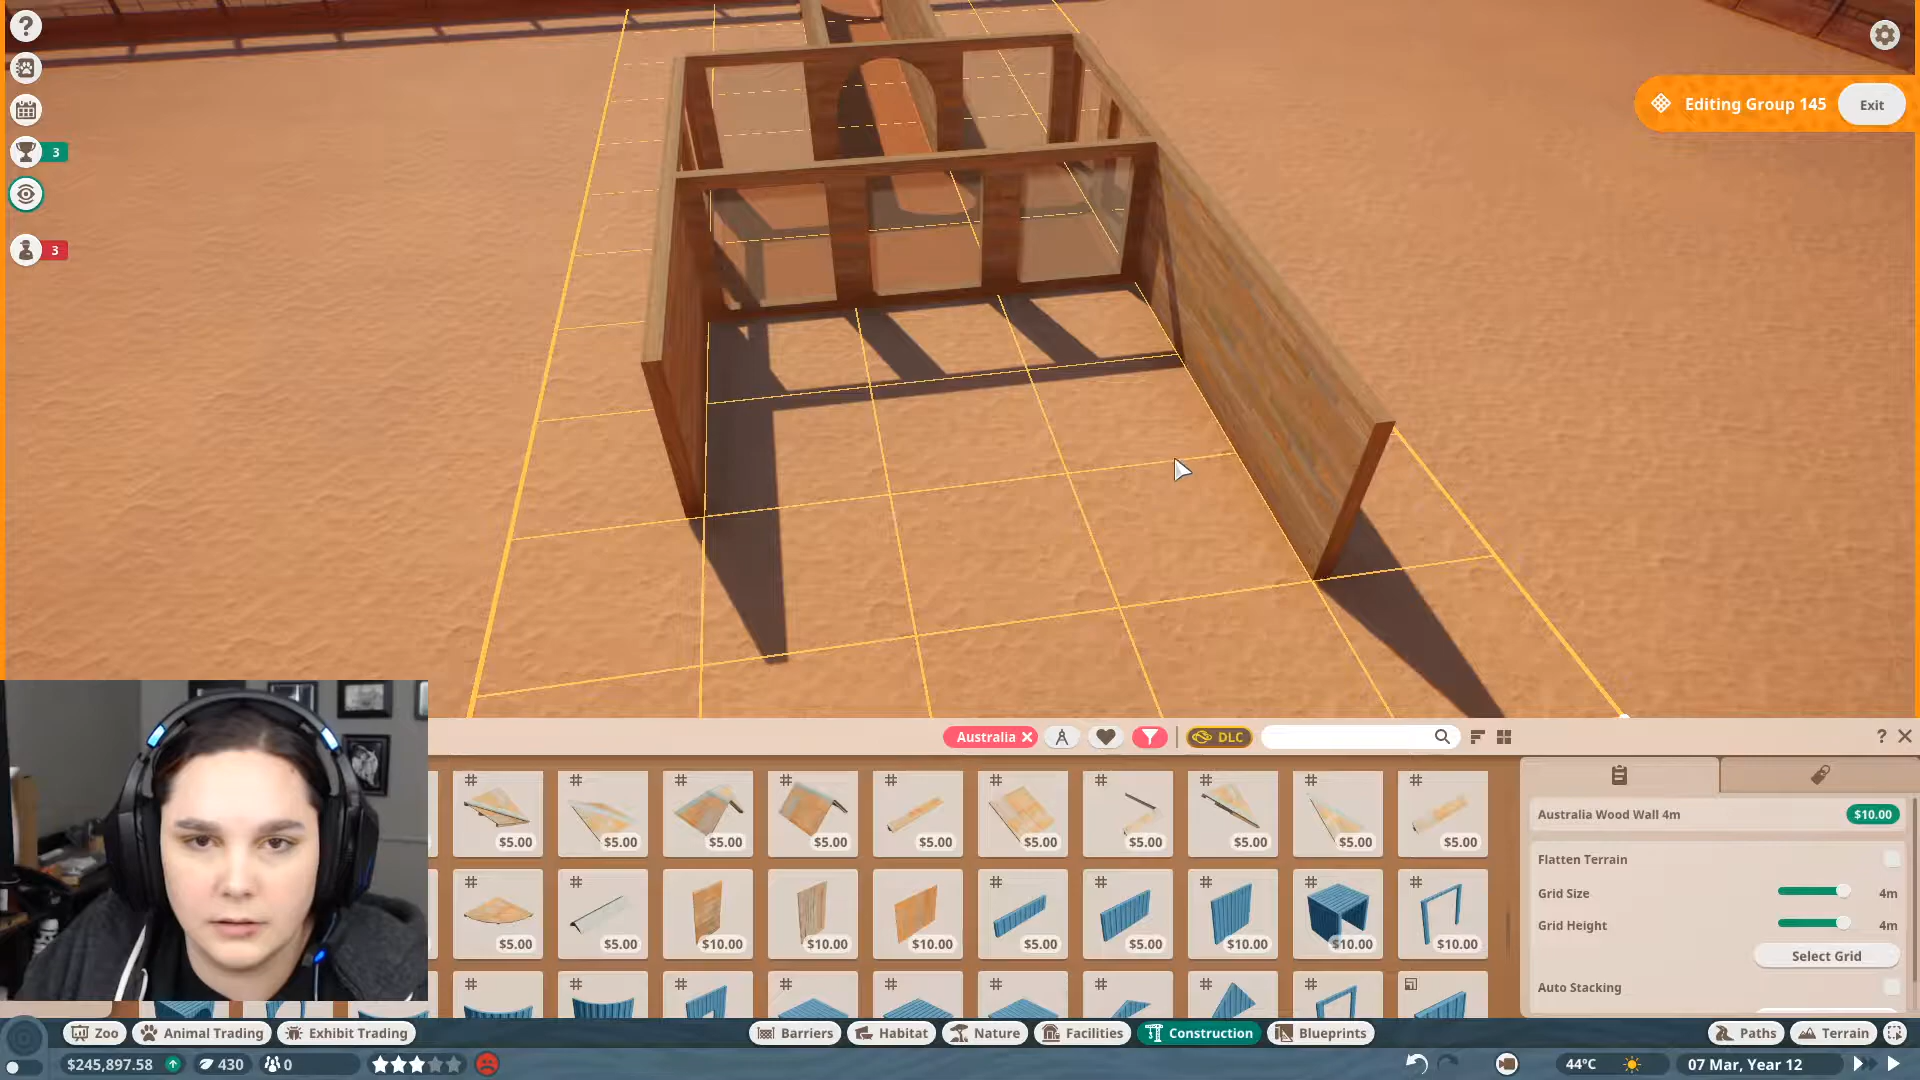 ?
3
3
Editing Group 145
Exit
Australia
DLC
?
$5.00
$5.00
$5.00
$5.00
$5.00
$5.00
$5.00
$5.00
$5.00
$5.00
$5.00
$5.00
$10.00
$10.00
$10.00
$5.00
$5.00
$10.00
$10.00
$10.00
Australia Wood Wall 4m
$10.00
Flatten Terrain
Grid Size
4m
Grid Height
4m
Select Grid
Auto Stacking
Zoo
Animal Trading
Exhibit Trading
Barriers
Habitat
Nature
Facilities
Construction
Blueprints
Paths
Terrain
$245,897.58
430
0
44°C
07 Mar, Year 12